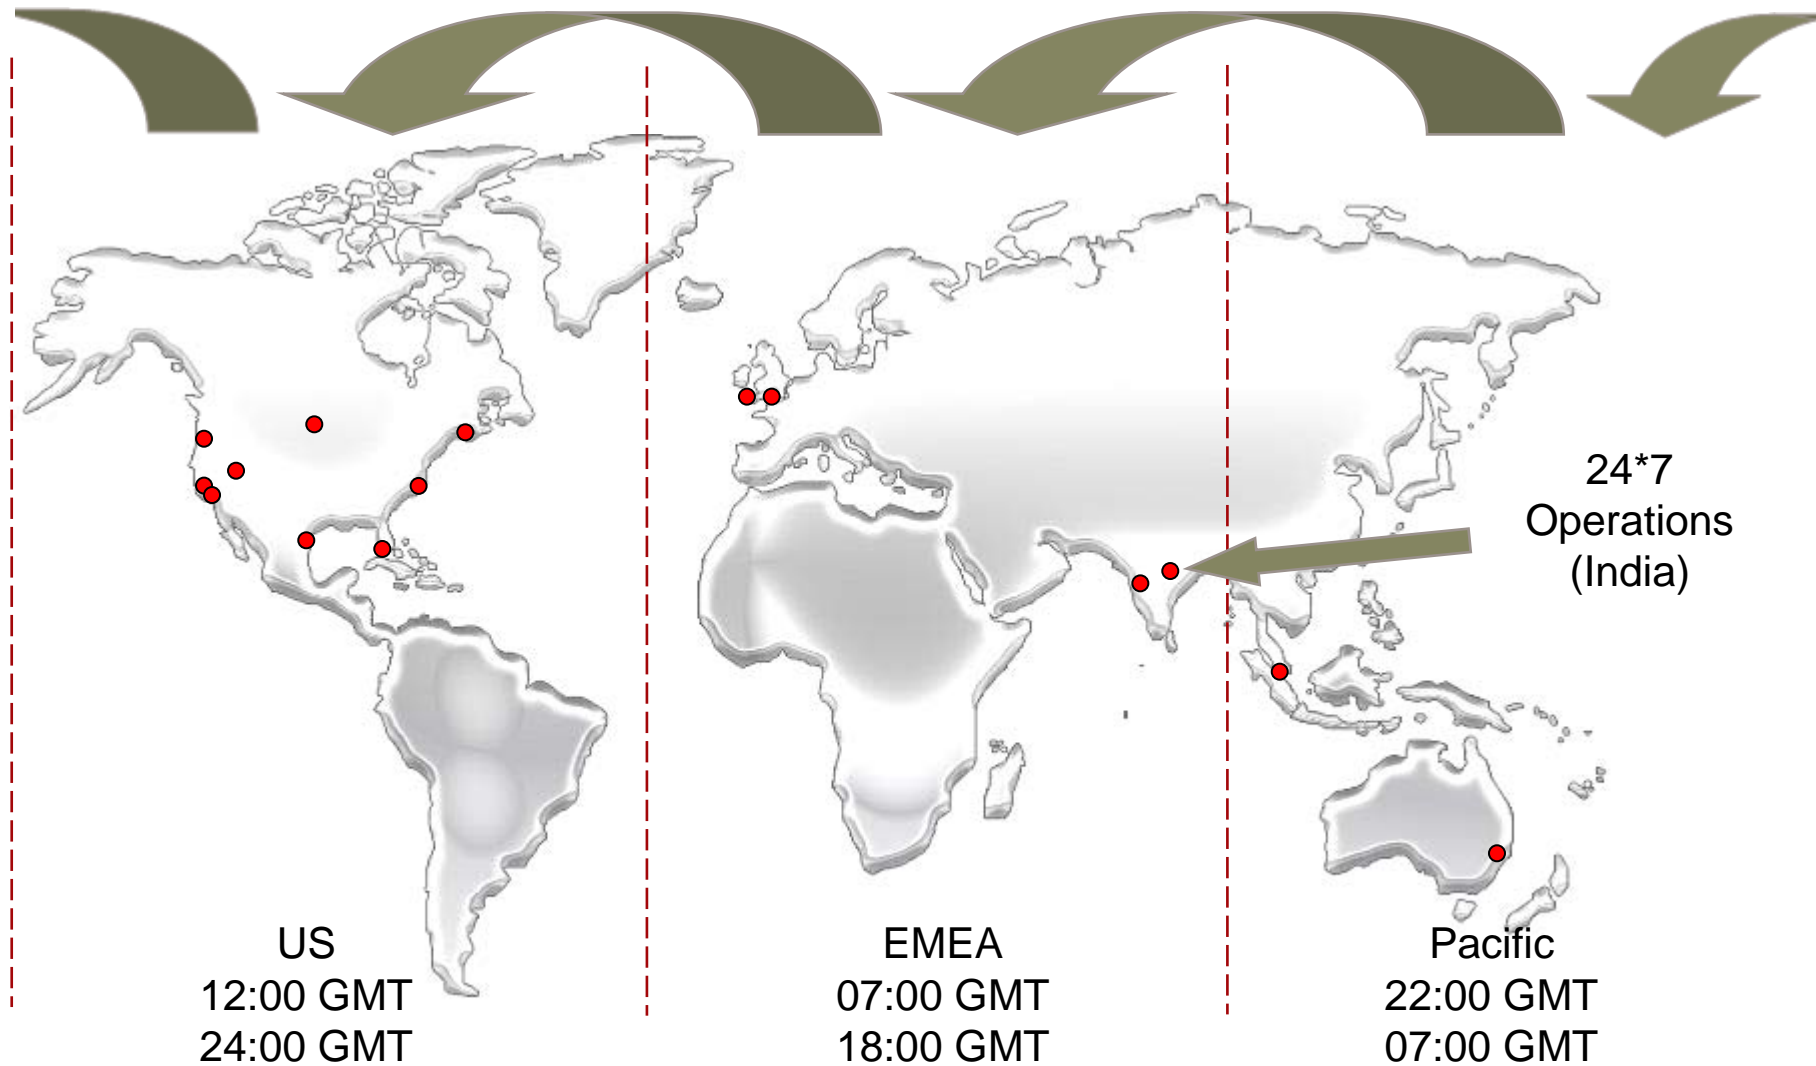 24*7
Operations
(India)
US
12:00 GMT
24:00 GMT
EMEA
07:00 GMT
18:00 GMT
Pacific
22:00 GMT
07:00 GMT